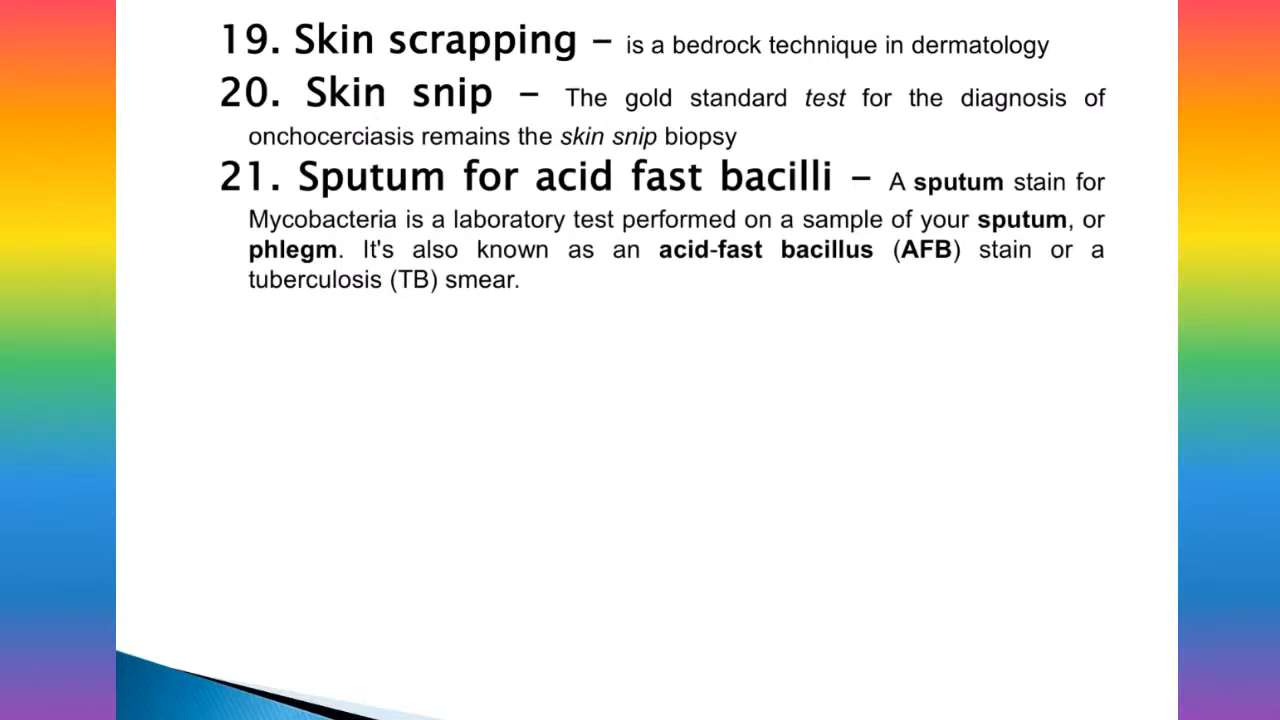 19. Skin scrapping – is a bedrock technique in dermatology
20. Skin snip – The gold standard test for the diagnosis of
onchocerciasis remains the skin snip biopsy
21. Sputum for acid fast bacilli – A sputum stain for
Mycobacteria is a laboratory test performed on a sample of your sputum, or
phlegm. It's also known as an acid-fast bacillus (AFB) stain or a
tuberculosis (TB) smear.